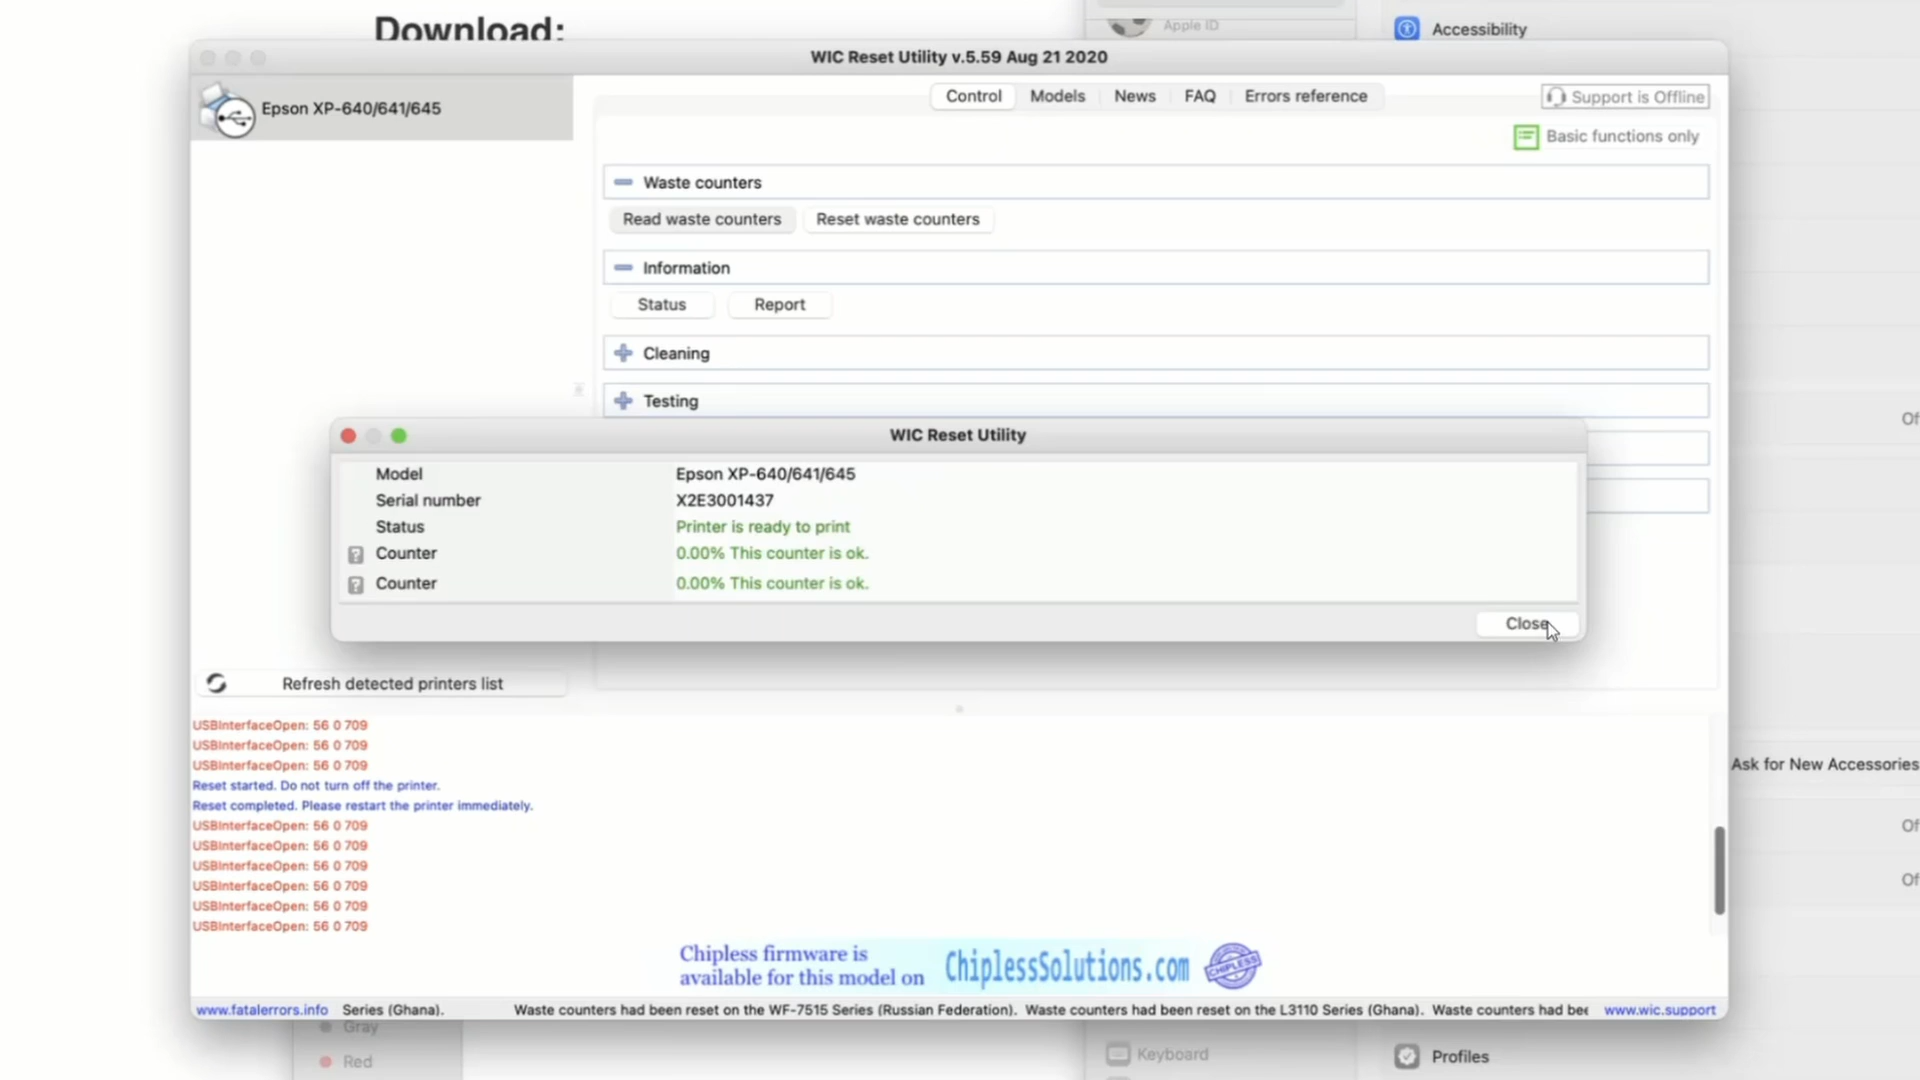 Download:
Apple ID
Accessibility
WIC Reset Utility v.5.59 Aug 21 2020
Epson XP-640/641/645
Control Models News FAQ Errors reference
Support is Offline
Basic functions only
Waste counters
Read waste counters Reset waste counters
Information
Status Report
Cleaning
Testing
Of
WIC Reset Utility
Model Epson XP-640/641/645
Serial number X2E3001437
Status Printer is ready to print
? Counter 0.00% This counter is ok.
? Counter 0.00% This counter is ok.
Close
Refresh detected printers list
USBInterfaceOpen: 56 0 709
USBInterfaceOpen: 56 0 709
USBInterfaceOpen: 56 0 709
Ask for New Accessories
Reset started. Do not turn off the printer.
Reset completed. Please restart the printer immediately.
USBInterfaceOpen: 56 0 709
Of
USBInterfaceOpen: 56 0 709
USBInterfaceOpen: 56 0 709
USBInterfaceOpen: 56 0 709
Of
USBInterfaceOpen: 56 0 709
USBInterfaceOpen: 56 0 709
Chipless firmware is
available for this model on
ChiplessSolutions.com
CHIPLESS
www.fatalerrors.info Series (Ghana). Waste counters had been reset on the WF-7515 Series (Russian Federation). Waste counters had been reset on the L3110 Series (Ghana). Waste counters had bee www.wic.support
Gray
Red
Keyboard
Profiles